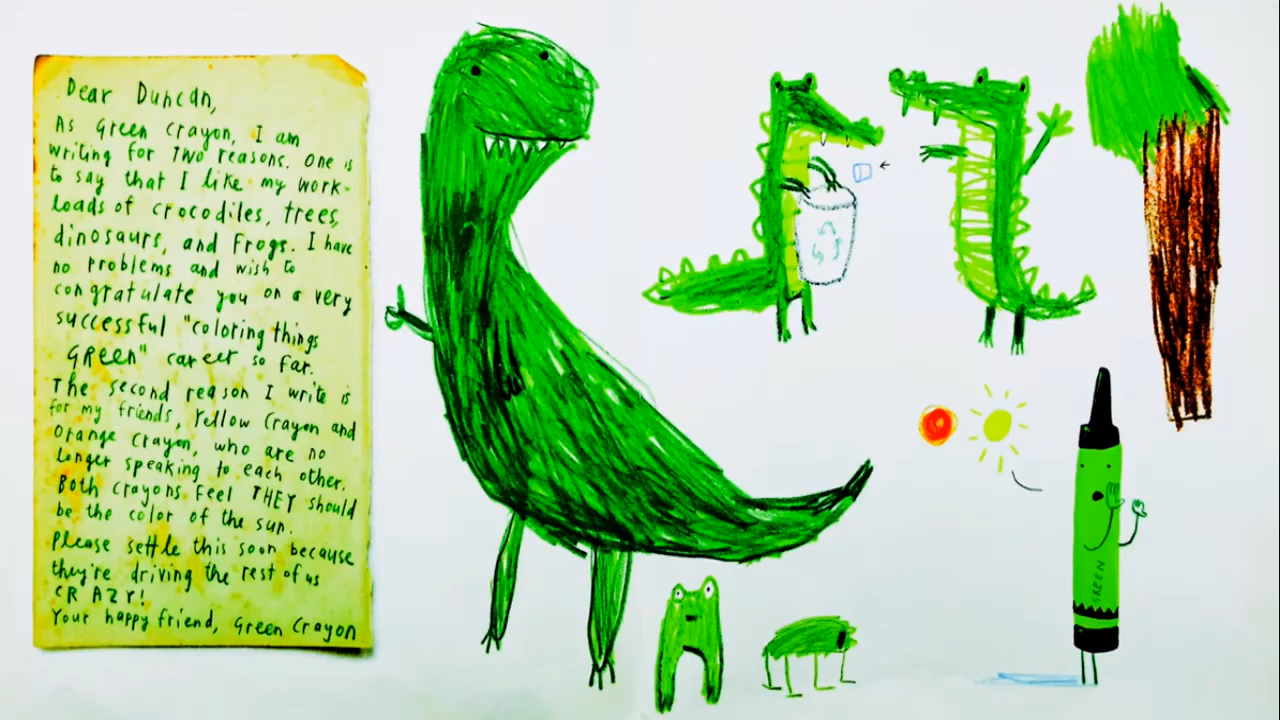 Dear Duncan,
As Green Crayon, I am
writing for TWO reasons. One is
to say that I like my work-
loads of crocodiles, trees,
dinosaurs, and frogs. I have
no problems and wish to
congratulate you on a very
successful "coloring things
GReen" career so far.
The second reason I write is
for my friends, Yellow Crayon and
Orange Crayon, who are no
longer speaking to each other.
Both crayons feel THEY should
be the color of the sun.
Please settle this soon because
they're driving the rest of us
CRAZY!
Your happy friend, Green Crayon
GREEN